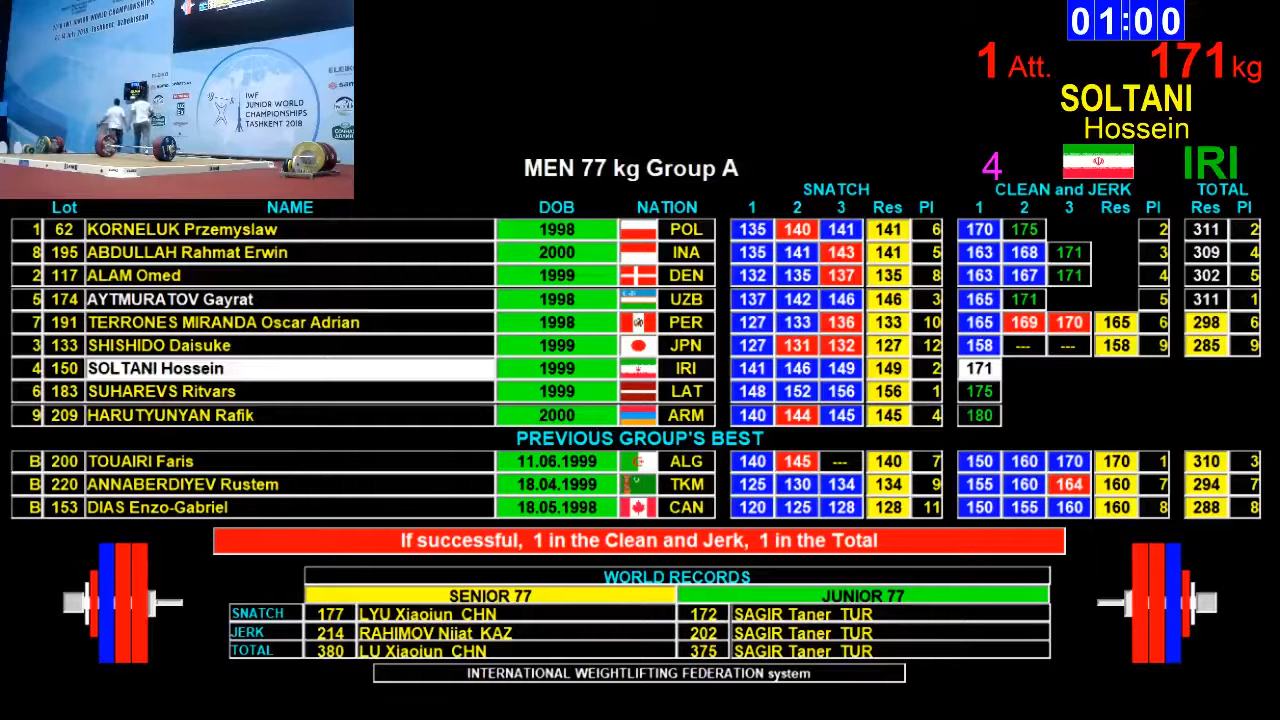 2018 IWF JUNIOR WORLD CHAMPIONSHIPS
July 2018, Tashkent, Uzbekistan
ELEIKO
IWF
JUNIOR WORLD
CHAMPIONSHIPS
TASHKENT 2018
01:00
1 Att. 171kg
SOLTANI
Hossein
MEN 77 kg Group A 4 IRI
SNATCH CLEAN and JERK TOTAL
Lot NAME DOB NATION 1 2 3 Res Pl 1 2 3 Res Pl Res Pl
1 62 KORNELUK Przemyslaw 1998 POL 135 140 141 141 6 170 175 2 311 2
8 195 ABDULLAH Rahmat Erwin 2000 INA 135 141 143 141 5 163 168 171 3 309 4
2 117 ALAM Omed 1999 DEN 132 135 137 135 8 163 167 171 4 302 5
5 174 AYTMURATOV Gayrat 1998 UZB 137 142 146 146 3 165 171 5 311 1
7 191 TERRONES MIRANDA Oscar Adrian 1998 PER 127 133 136 133 10 165 169 170 165 6 298 6
3 133 SHISHIDO Daisuke 1999 JPN 127 131 132 127 12 158 --- --- 158 9 285 9
4 150 SOLTANI Hossein 1999 IRI 141 146 149 149 2 171
6 183 SUHAREVS Ritvars 1999 LAT 148 152 156 156 1 175
9 209 HARUTYUNYAN Rafik 2000 ARM 140 144 145 145 4 180
PREVIOUS GROUP'S BEST
B 200 TOUAIRI Faris 11.06.1999 ALG 140 145 --- 140 7 150 160 170 170 1 310 3
B 220 ANNABERDIYEV Rustem 18.04.1999 TKM 125 130 134 134 9 155 160 164 160 7 294 7
B 153 DIAS Enzo-Gabriel 18.05.1998 CAN 120 125 128 128 11 150 155 160 160 8 288 8
If successful, 1 in the Clean and Jerk, 1 in the Total
WORLD RECORDS
SENIOR 77 JUNIOR 77
SNATCH 177 LYU Xiaojun CHN 172 SAGIR Taner TUR
JERK 214 RAHIMOV Nijat KAZ 202 SAGIR Taner TUR
TOTAL 380 LU Xiaojun CHN 375 SAGIR Taner TUR
INTERNATIONAL WEIGHTLIFTING FEDERATION system